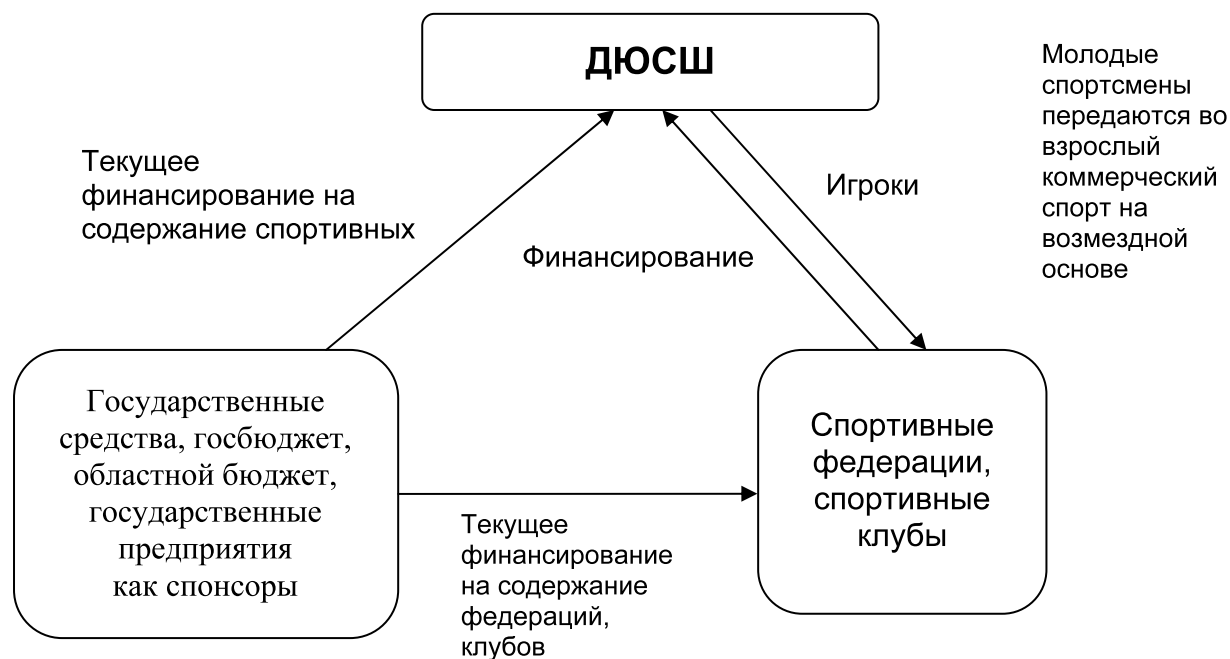 ДЮСШ
Молодые
спортсмены
передаются во
взрослый
коммерческий
спорт на
возмездной
основе
Текущее
финансирование на
содержание спортивных
Игроки
Финансирование
Государственные
средства, госбюджет,
областной бюджет,
государственные
предприятия
как спонсоры
Спортивные
федерации,
спортивные
клубы
Текущее
финансирование
на содержание
федераций,
клубов